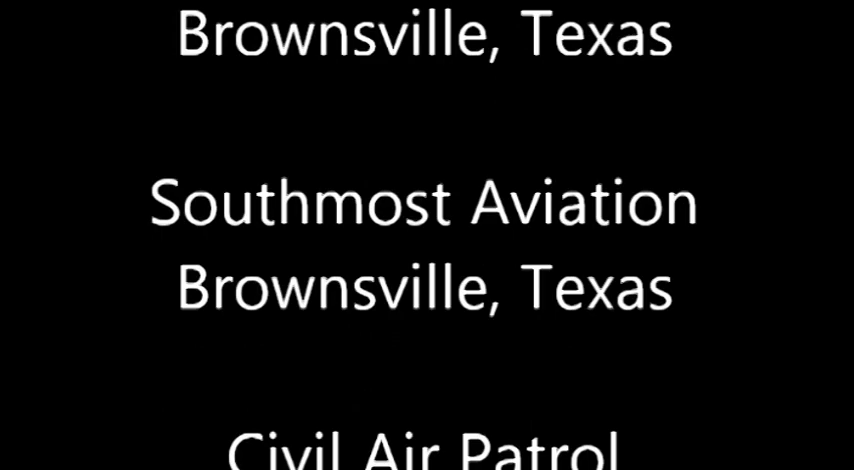 Brownsville, Texas
Southmost Aviation
Brownsville, Texas
Civil Air Patrol